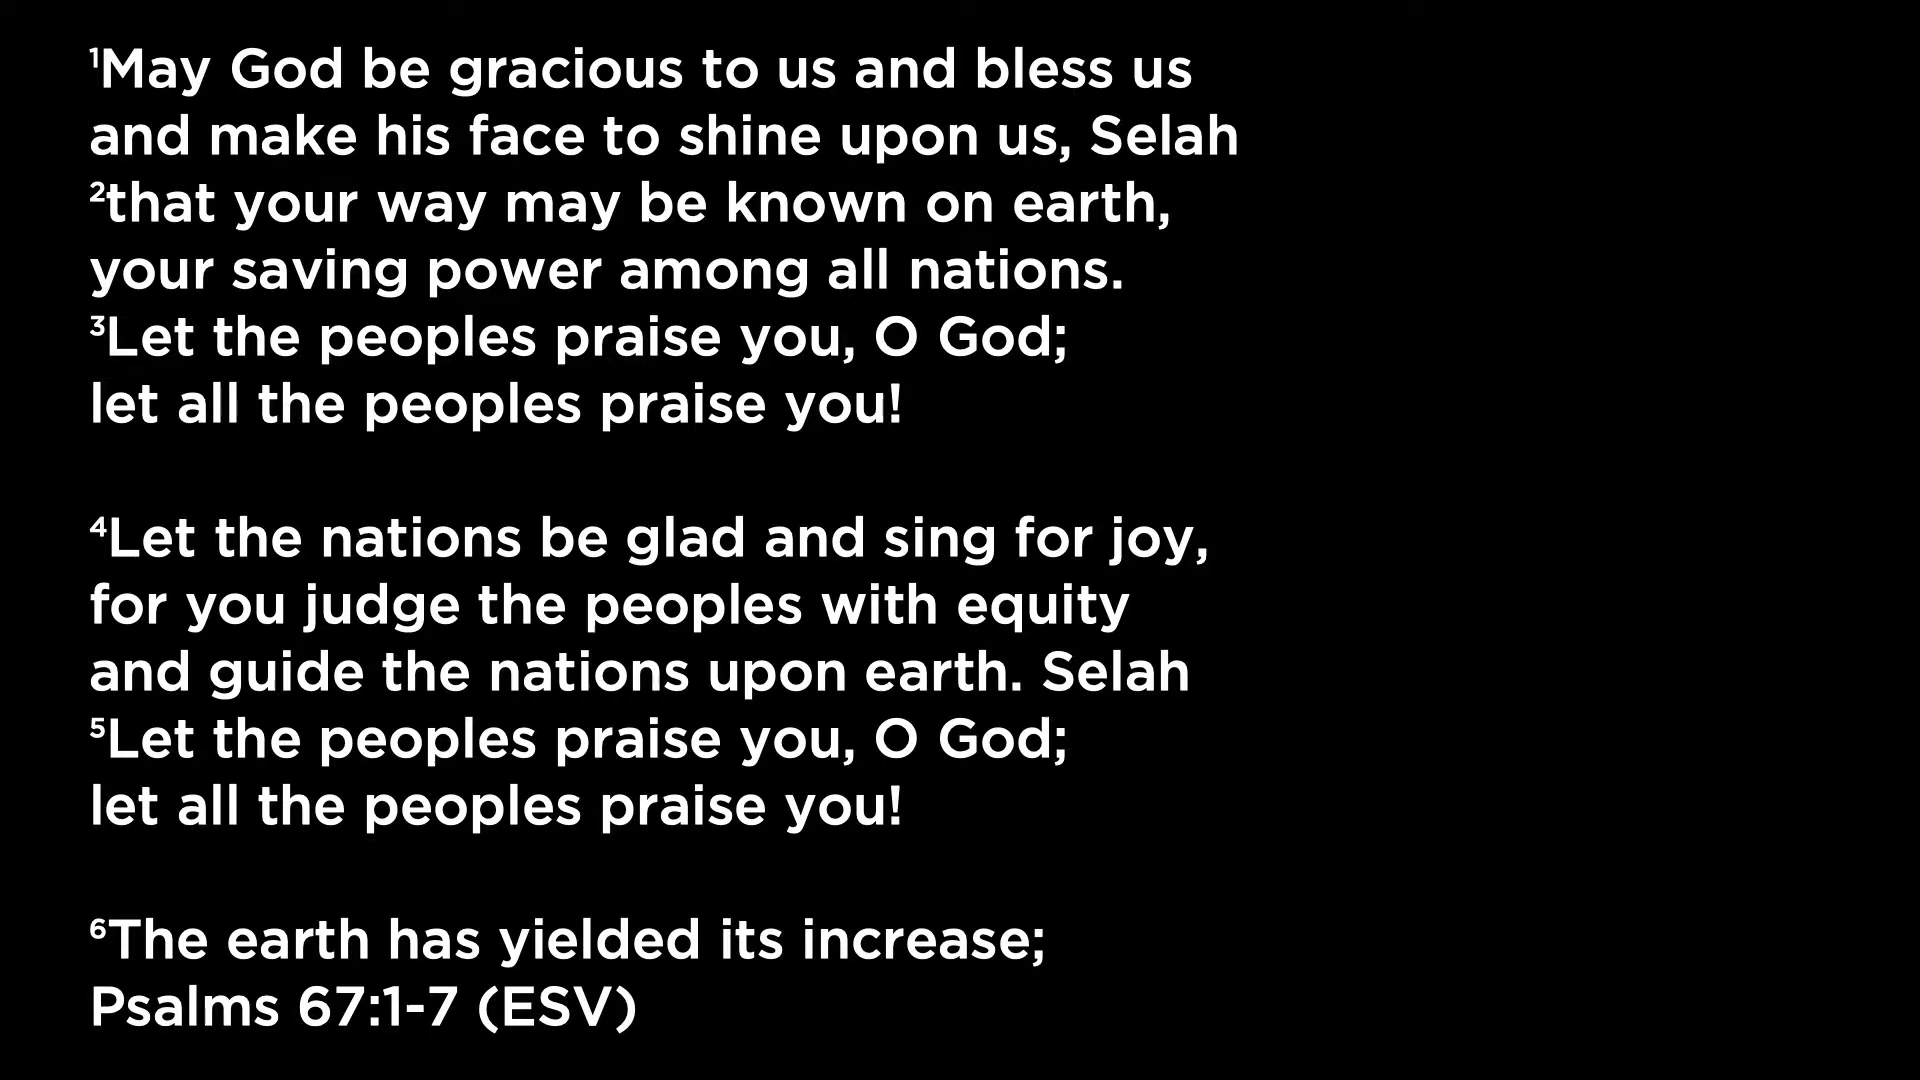 ¹May God be gracious to us and bless us
and make his face to shine upon us, Selah
²that your way may be known on earth,
your saving power among all nations.
³Let the peoples praise you, O God;
let all the peoples praise you!
⁴Let the nations be glad and sing for joy,
for you judge the peoples with equity
and guide the nations upon earth. Selah
⁵Let the peoples praise you, O God;
let all the peoples praise you!
⁶The earth has yielded its increase;
Psalms 67:1-7 (ESV)